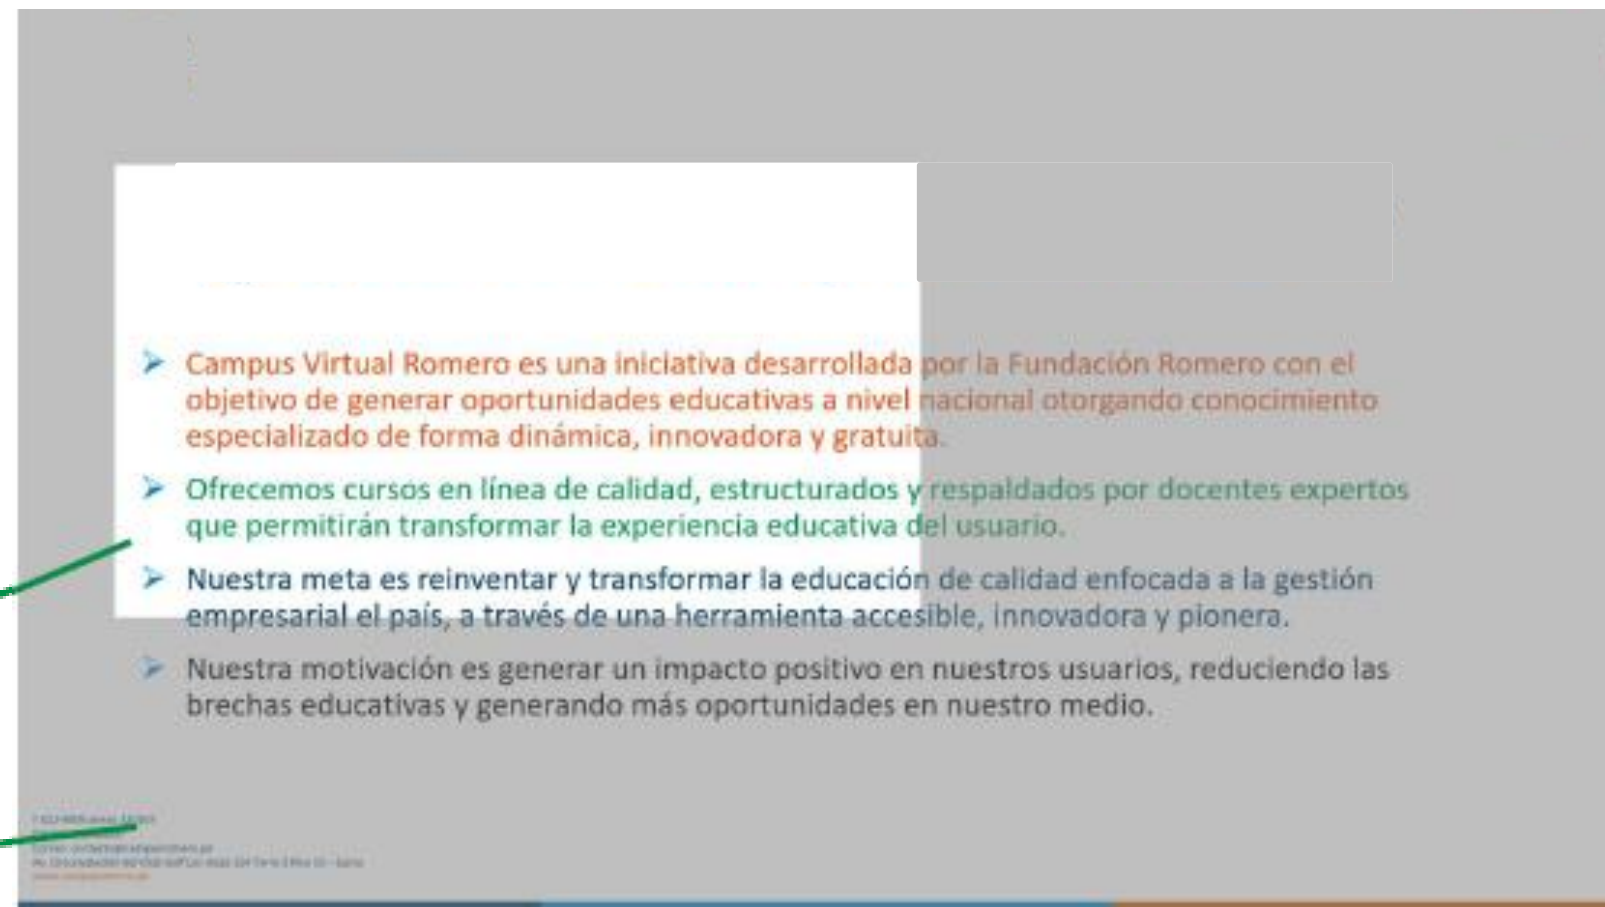 Campus Virtual Romero es una iniciativa desarrollada por la Fundación Romero con el
objetivo de generar oportunidades educativas a nivel nacional otorgando conocimiento
especializado de forma dinámica, innovadora y gratuita.
Ofrecemos cursos en línea de calidad, estructurados y respaldados por docentes expertos
que permitirán transformar la experiencia educativa del usuario.
Nuestra meta es reinventar y transformar la educación de calidad enfocada a la gestión
empresarial el país, a través de una herramienta accesible, innovadora y pionera.
Nuestra motivación es generar un impacto positivo en nuestros usuarios, reduciendo las
brechas educativas y generando más oportunidades en nuestro medio.